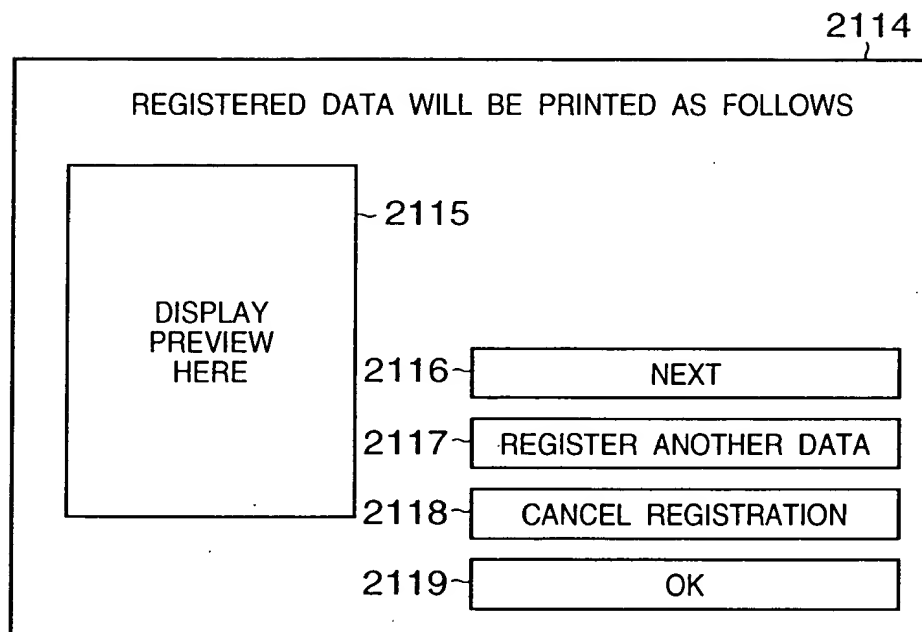 2114
REGISTERED DATA WILL BE PRINTED AS FOLLOWS
2115
DISPLAY
PREVIEW
HERE
2116 NEXT
2117 REGISTER ANOTHER DATA
2118 CANCEL REGISTRATION
2119 OK